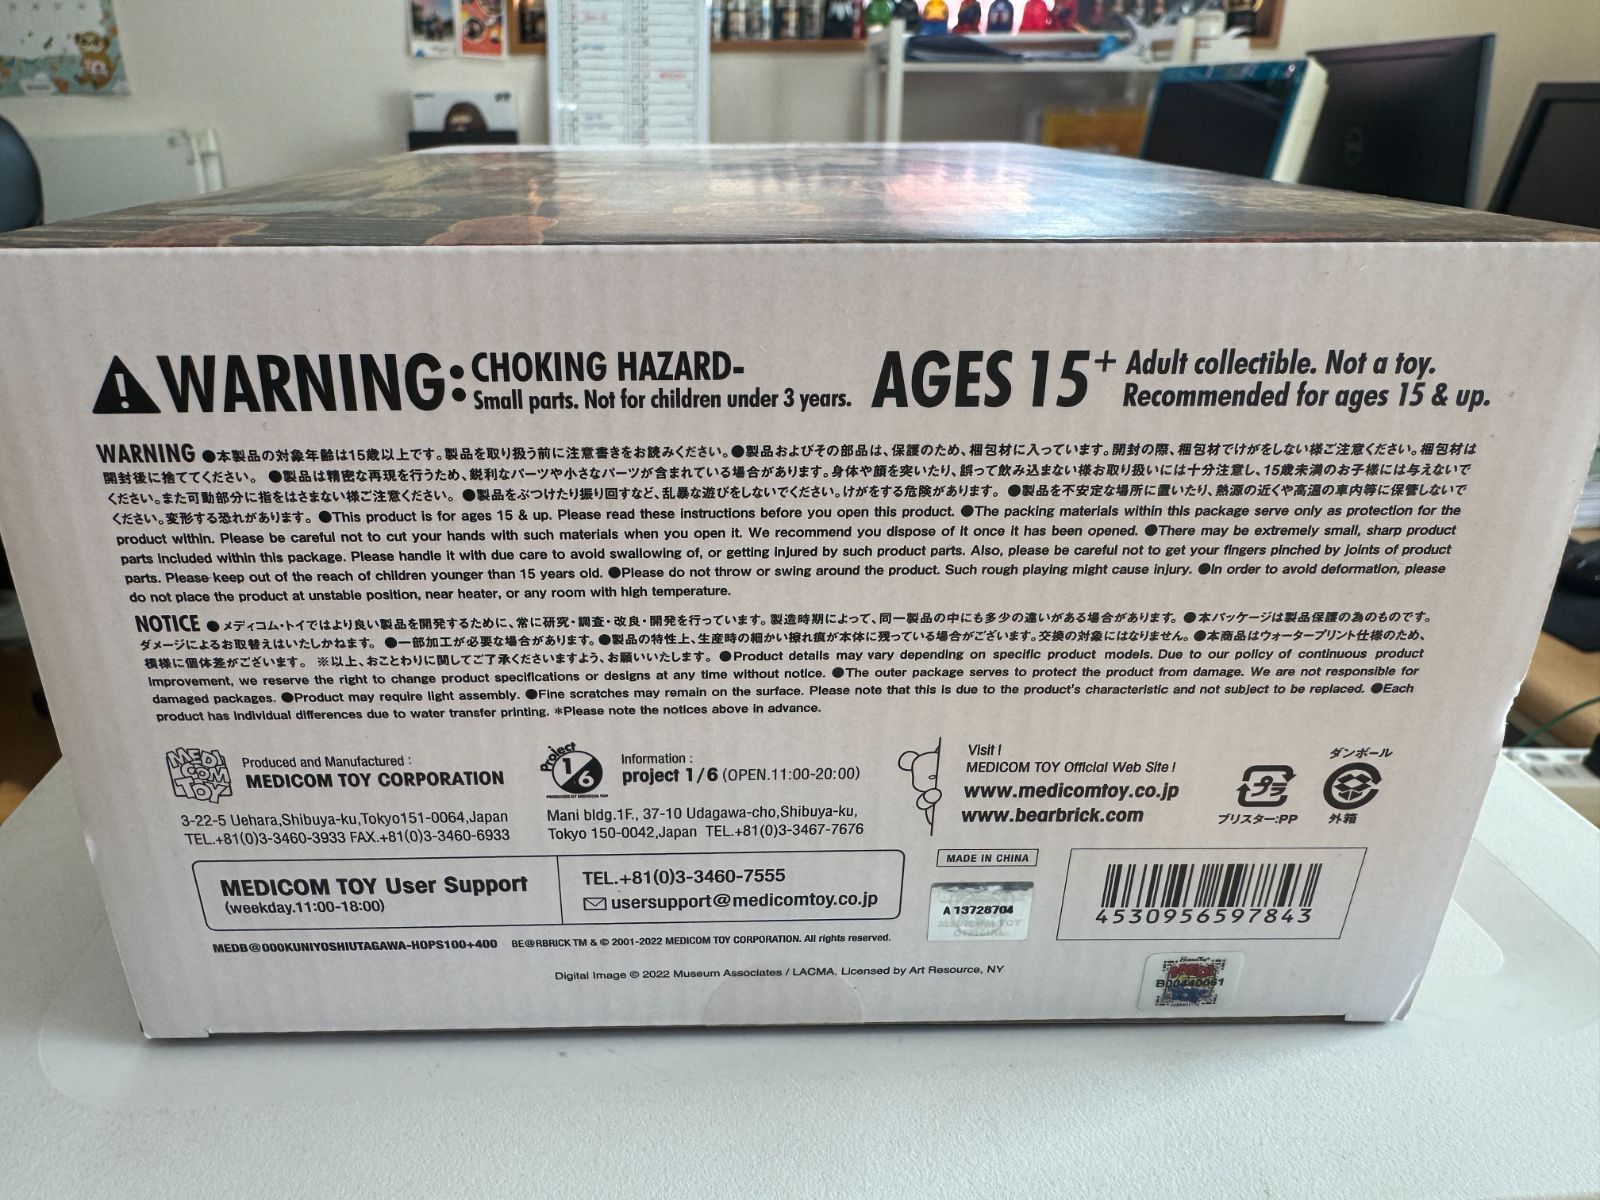 WARNING: CHOKING HAZARD-
Small parts. Not for children under 3 years.
AGES 15+ Adult collectible. Not a toy.
Recommended for ages 15 & up.
WARNING ●本製品の対象年齢は15歳以上です。製品を取り扱う前に注意書きをお読みください。●製品およびその部品は、保護のため、梱包材に入っています。開封の際、梱包材でけがをしない様ご注意ください。梱包材は
開封後に捨ててください。 ●製品は精密な再現を行うため、鋭利なパーツや小さなパーツが含まれている場合があります。身体や顔を突いたり、誤って飲み込まない様お取り扱いには十分注意し、15歳未満のお子様には与えないで
ください。また可動部分に指をはさまない様ご注意ください。 ●製品をぶつけたり振り回すなど、乱暴な遊びをしないでください。けがをする危険があります。 ●製品を不安定な場所に置いたり、熱源の近くや高温の車内等に保管しないで
ください。変形する恐れがあります。 ●This product is for ages 15 & up. Please read these instructions before you open this product. ●The packing materials within this package serve only as protection for the
product within. Please be careful not to cut your hands with such materials when you open it. We recommend you dispose of it once it has been opened. ●There may be extremely small, sharp product
parts included within this package. Please handle it with due care to avoid swallowing of, or getting injured by such product parts. Also, please be careful not to get your fingers pinched by joints of product
parts. Please keep out of the reach of children younger than 15 years old. ●Please do not throw or swing around the product. Such rough playing might cause injury. ●In order to avoid deformation, please
do not place the product at unstable position, near heater, or any room with high temperature.
NOTICE ●メディコム・トイではより良い製品を開発するために、常に研究・調査・改良・開発を行っています。製造時期によって、同一製品の中にも多少の違いがある場合があります。 ●本パッケージは製品保護の為のものです。
ダメージによるお取替えはいたしかねます。 ●一部加工が必要な場合があります。●製品の特性上、生産時の細かい擦れ痕が本体に残っている場合がございます。交換の対象にはなりません。●本商品はウォータープリント仕様のため、
模様に個体差がございます。 ※以上、おことわりに関してご了承くださいますよう、お願いいたします。 ●Product details may vary depending on specific product models. Due to our policy of continuous product
improvement, we reserve the right to change product specifications or designs at any time without notice. ●The outer package serves to protect the product from damage. We are not responsible for
damaged packages. ●Product may require light assembly. ●Fine scratches may remain on the surface. Please note that this is due to the product's characteristic and not subject to be replaced. ●Each
product has individual differences due to water transfer printing. ※Please note the notices above in advance.
MEDI COM TOY
Produced and Manufactured :
MEDICOM TOY CORPORATION
3-22-5 Uehara,Shibuya-ku,Tokyo151-0064,Japan
TEL.+81(0)3-3460-3933 FAX.+81(0)3-3460-6933
Project 1/6
PRODUCED BY MEDICOM TOY
Information :
project 1/6 (OPEN.11:00-20:00)
Mani bldg.1F., 37-10 Udagawa-cho,Shibuya-ku,
Tokyo 150-0042,Japan TEL.+81(0)3-3467-7676
Visit !
MEDICOM TOY Official Web Site !
www.medicomtoy.co.jp
www.bearbrick.com
プラ
ブリスター:PP
ダンボール
外箱
MEDICOM TOY User Support
(weekday.11:00-18:00)
TEL.+81(0)3-3460-7555
usersupport@medicomtoy.co.jp
MADE IN CHINA
A 13728704
4530956597843
MEDB@000KUNIYOSHIUTAGAWA-HOPS100+400 BE@RBRICK TM & © 2001-2022 MEDICOM TOY CORPORATION. All rights reserved.
Digital Image © 2022 Museum Associates / LACMA. Licensed by Art Resource, NY